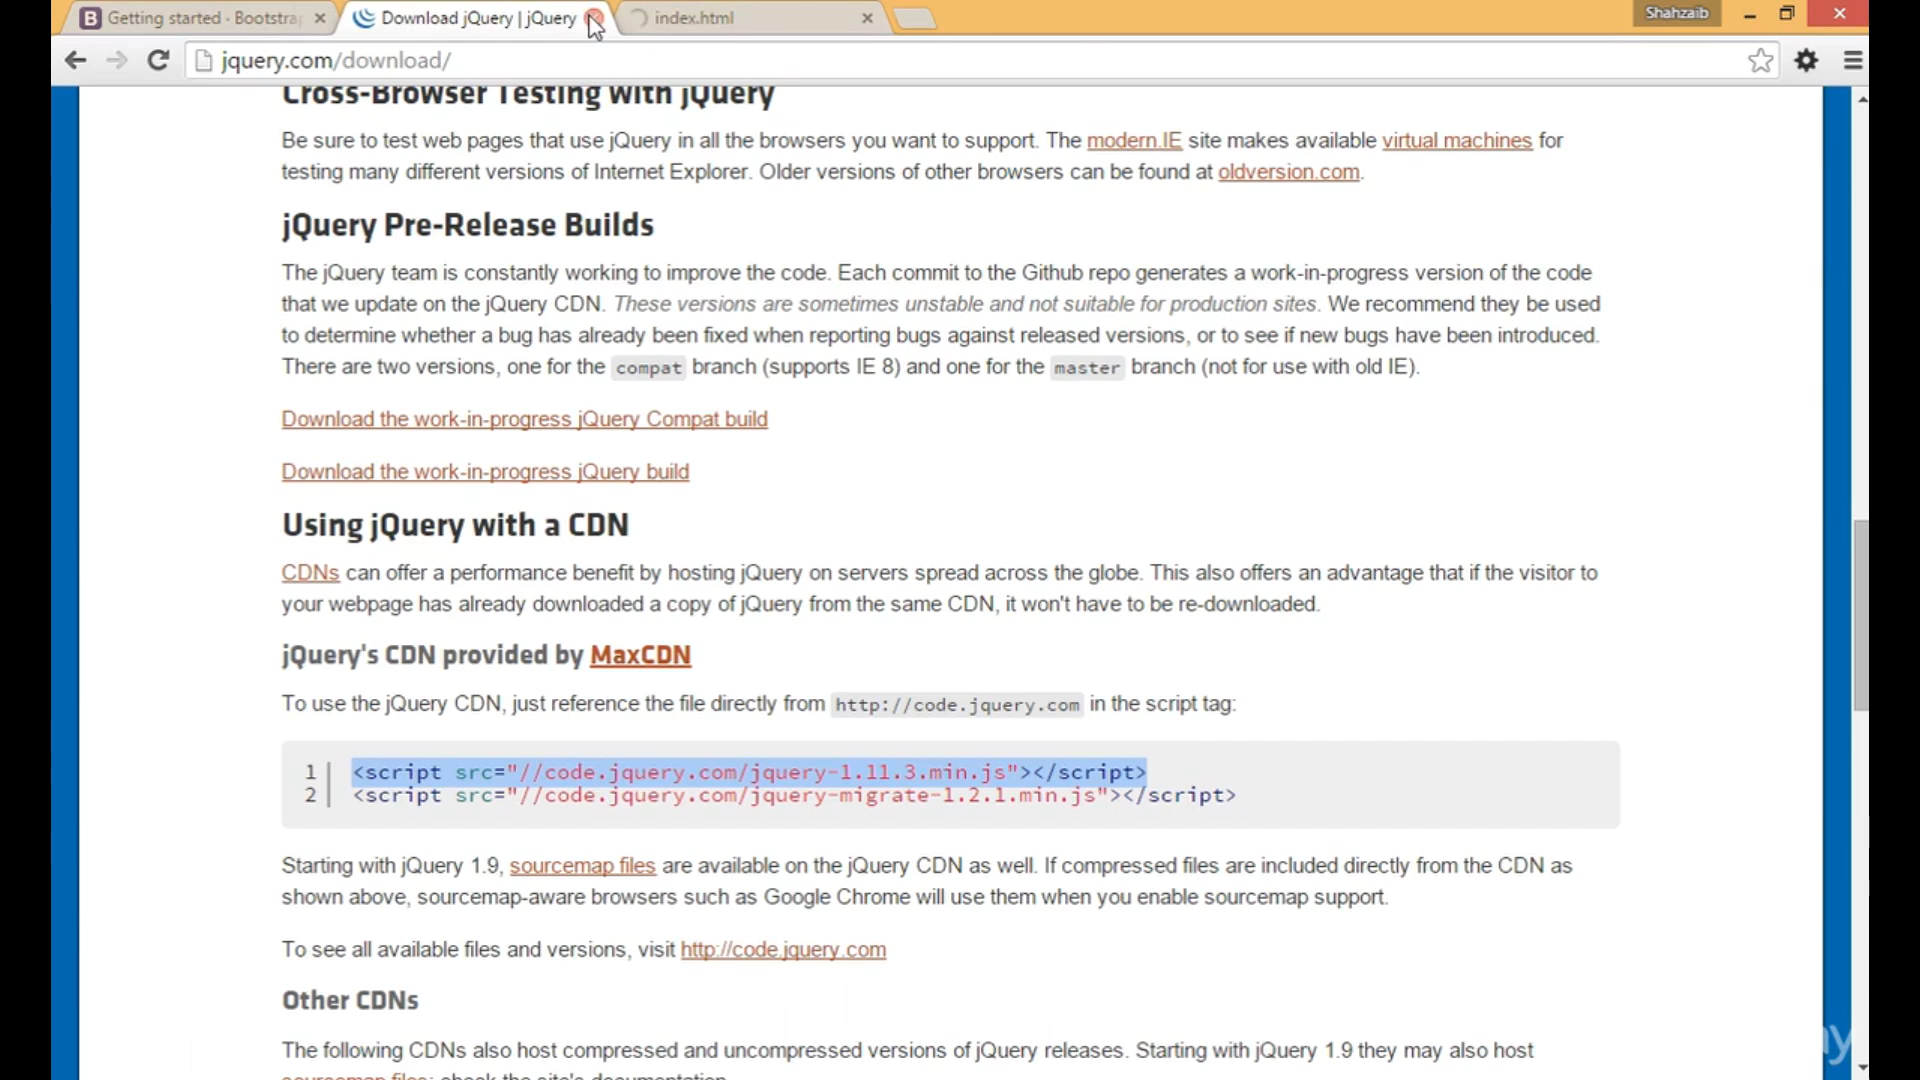 Getting started - Bootstrap
Download jQuery | jQuery
index.html
Shahzaib
jquery.com/download/
Cross-Browser Testing with jQuery
Be sure to test web pages that use jQuery in all the browsers you want to support. The modern.IE site makes available virtual machines for
testing many different versions of Internet Explorer. Older versions of other browsers can be found at oldversion.com.
jQuery Pre-Release Builds
The jQuery team is constantly working to improve the code. Each commit to the Github repo generates a work-in-progress version of the code
that we update on the jQuery CDN. These versions are sometimes unstable and not suitable for production sites. We recommend they be used
to determine whether a bug has already been fixed when reporting bugs against released versions, or to see if new bugs have been introduced.
There are two versions, one for the compat branch (supports IE 8) and one for the master branch (not for use with old IE).
Download the work-in-progress jQuery Compat build
Download the work-in-progress jQuery build
Using jQuery with a CDN
CDNs can offer a performance benefit by hosting jQuery on servers spread across the globe. This also offers an advantage that if the visitor to
your webpage has already downloaded a copy of jQuery from the same CDN, it won't have to be re-downloaded.
jQuery's CDN provided by MaxCDN
To use the jQuery CDN, just reference the file directly from http://code.jquery.com in the script tag:
1 <script src="//code.jquery.com/jquery-1.11.3.min.js"></script>
2 <script src="//code.jquery.com/jquery-migrate-1.2.1.min.js"></script>
Starting with jQuery 1.9, sourcemap files are available on the jQuery CDN as well. If compressed files are included directly from the CDN as
shown above, sourcemap-aware browsers such as Google Chrome will use them when you enable sourcemap support.
To see all available files and versions, visit http://code.jquery.com
Other CDNs
The following CDNs also host compressed and uncompressed versions of jQuery releases. Starting with jQuery 1.9 they may also host
sourcemap files; check the site's documentation.